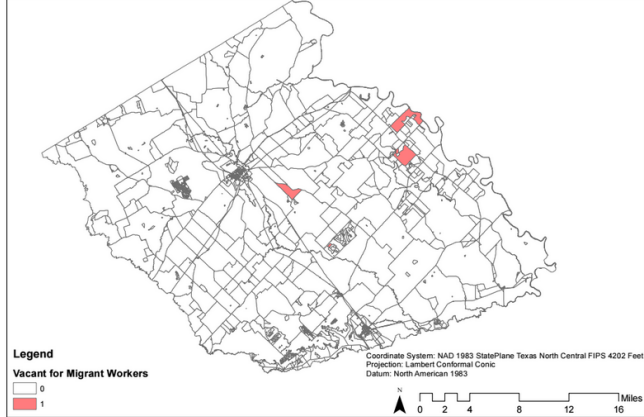 Legend
Vacant for Migrant Workers
0
1
Coordinate System: NAD 1983 StatePlane Texas North Central FIPS 4202 Feet
Projection: Lambert Conformal Conic
Datum: North American 1983
N
Miles
0 2 4 8 12 16